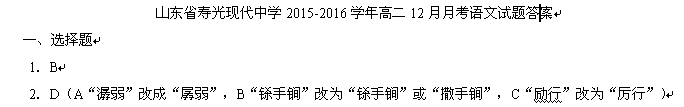 山东省寿光现代中学 2015-2016 学年高二 12 月月考语文试题答案
一、选择题
1. B
2. D（A“潺弱”改成“孱弱”，B“铩手锏”改为“杀手锏”或“撒手锏”，C“励行”改为“厉行”）